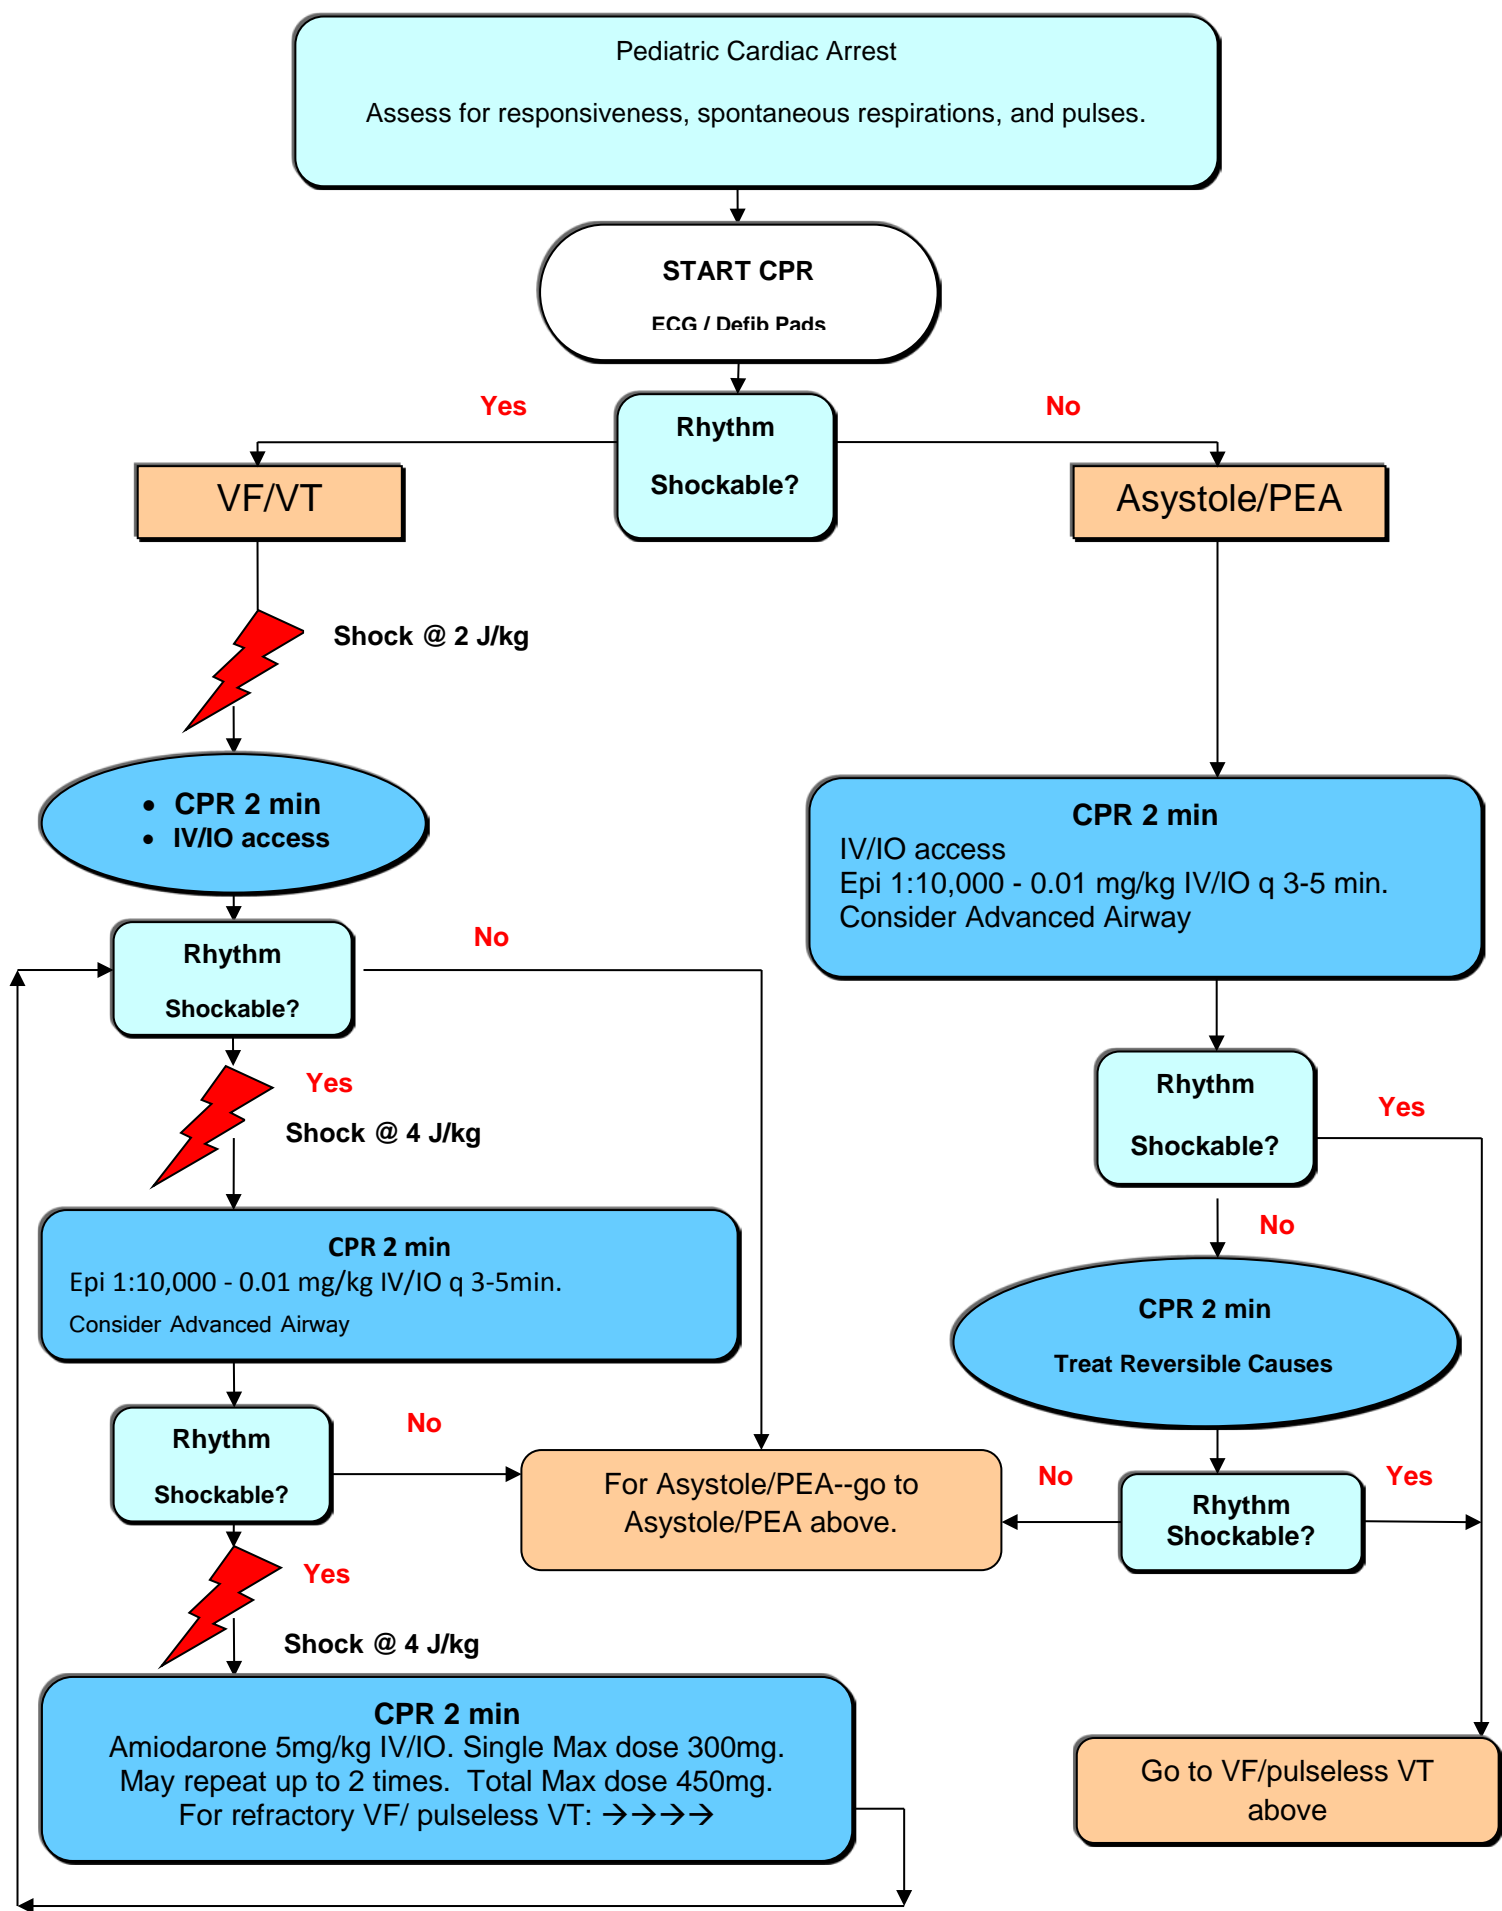 Pediatric Cardiac Arrest
Assess for responsiveness, spontaneous respirations, and pulses.
START CPR
ECG / Defib Pads
Yes
No
Rhythm
Shockable?
VF/VT
Asystole/PEA
Shock @ 2 J/kg
• CPR 2 min
• IV/IO access
CPR 2 min
IV/IO access
Epi 1:10,000 - 0.01 mg/kg IV/IO q 3-5 min.
Consider Advanced Airway
Rhythm
Shockable?
No
Yes
Shock @ 4 J/kg
Rhythm
Shockable?
Yes
No
CPR 2 min
Epi 1:10,000 - 0.01 mg/kg IV/IO q 3-5min.
Consider Advanced Airway
CPR 2 min
Treat Reversible Causes
Rhythm
Shockable?
No
For Asystole/PEA--go to
Asystole/PEA above.
No
Rhythm
Shockable?
Yes
Yes
Shock @ 4 J/kg
CPR 2 min
Amiodarone 5mg/kg IV/IO. Single Max dose 300mg.
May repeat up to 2 times.  Total Max dose 450mg.
For refractory VF/ pulseless VT: →→→→
Go to VF/pulseless VT
above